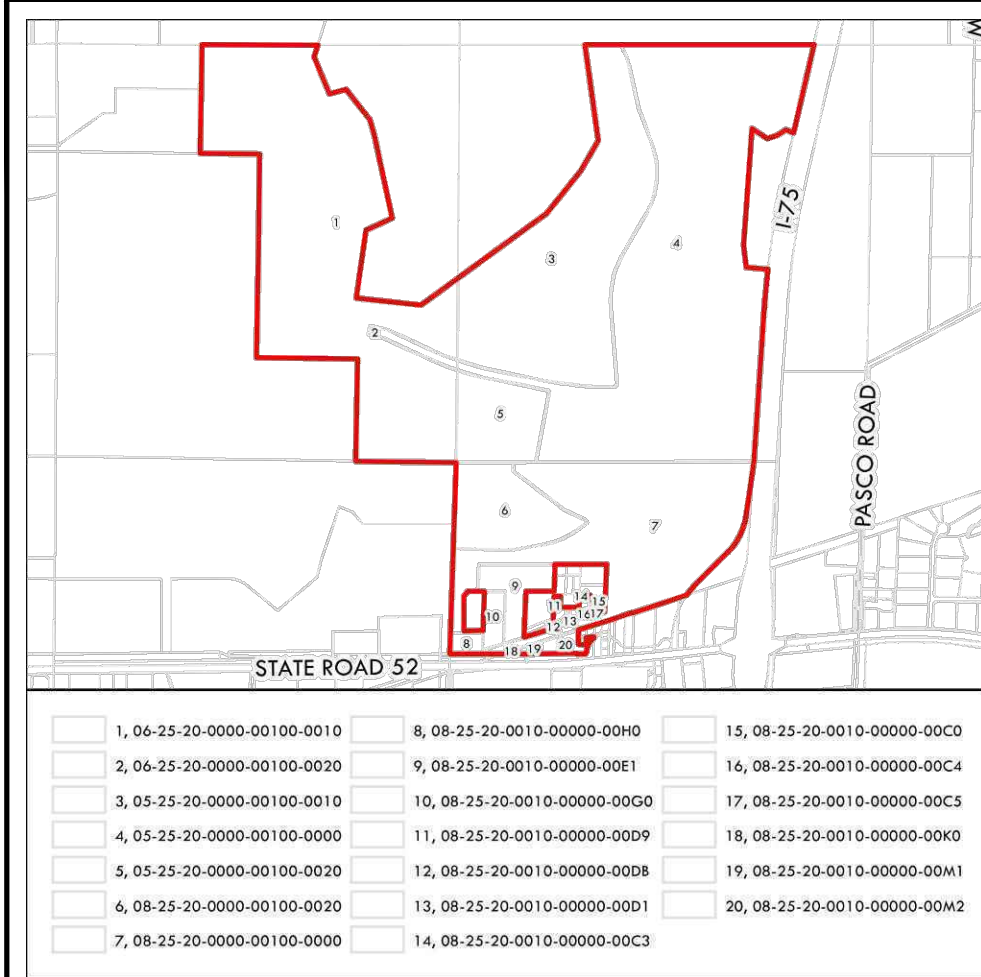 1
3
4
2
5
6
7
9
14
11
15
10
16
17
13
12
8
20
19
18
I-75
PASCO ROAD
STATE ROAD 52
1, 06-25-20-0000-00100-0010
2, 06-25-20-0000-00100-0020
3, 05-25-20-0000-00100-0010
4, 05-25-20-0000-00100-0000
5, 05-25-20-0000-00100-0020
6, 08-25-20-0000-00100-0020
7, 08-25-20-0000-00100-0000
8, 08-25-20-0010-00000-00H0
9, 08-25-20-0010-00000-00E1
10, 08-25-20-0010-00000-00G0
11, 08-25-20-0010-00000-00D9
12, 08-25-20-0010-00000-00DB
13, 08-25-20-0010-00000-00D1
14, 08-25-20-0010-00000-00C3
15, 08-25-20-0010-00000-00C0
16, 08-25-20-0010-00000-00C4
17, 08-25-20-0010-00000-00C5
18, 08-25-20-0010-00000-00K0
19, 08-25-20-0010-00000-00M1
20, 08-25-20-0010-00000-00M2